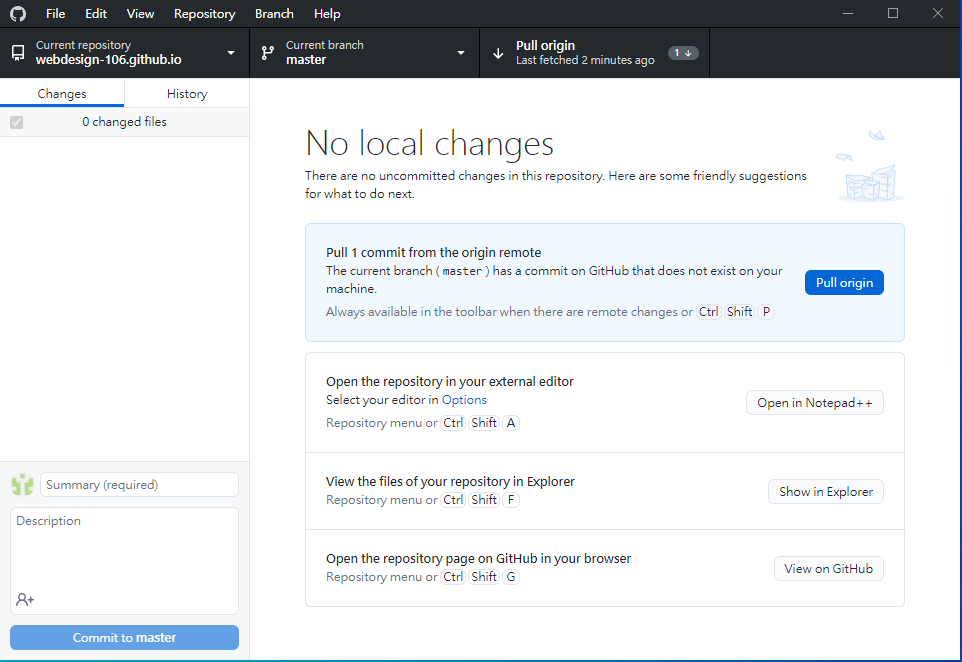 File Edit View Repository Branch Help
Current repository
webdesign-106.github.io
Current branch
master
Pull origin
Last fetched 2 minutes ago
1
Changes
History
0 changed files
No local changes
There are no uncommitted changes in this repository. Here are some friendly suggestions
for what to do next.
Pull 1 commit from the origin remote
The current branch ( master ) has a commit on GitHub that does not exist on your
machine.
Always available in the toolbar when there are remote changes or Ctrl Shift P
Pull origin
Open the repository in your external editor
Select your editor in Options
Repository menu or Ctrl Shift A
Open in Notepad++
View the files of your repository in Explorer
Repository menu or Ctrl Shift F
Show in Explorer
Open the repository page on GitHub in your browser
Repository menu or Ctrl Shift G
View on GitHub
Summary (required)
Description
Commit to master